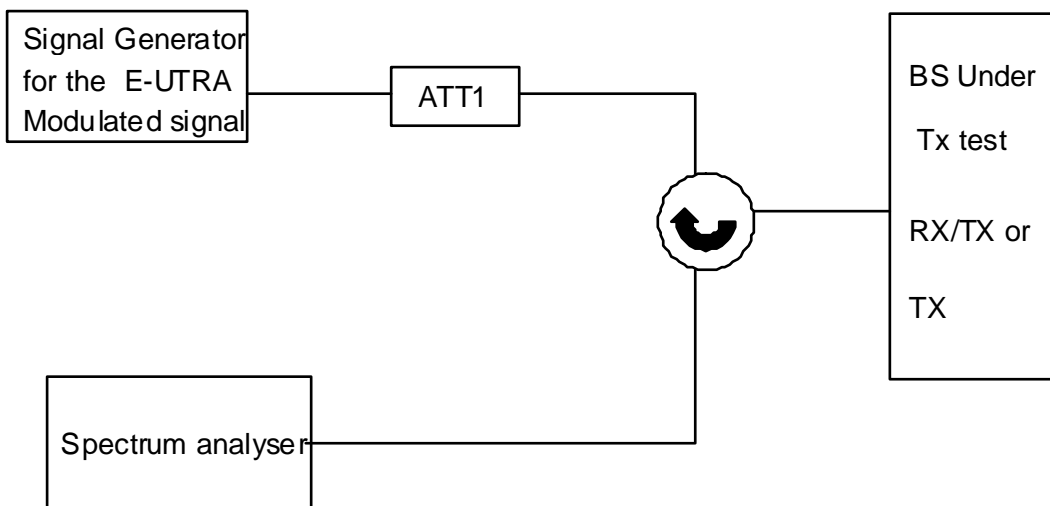 Signal Generator
for the E-UTRA
Modulated signal
ATT1
BS Under
Tx test
RX/TX or
TX
Spectrum analyser